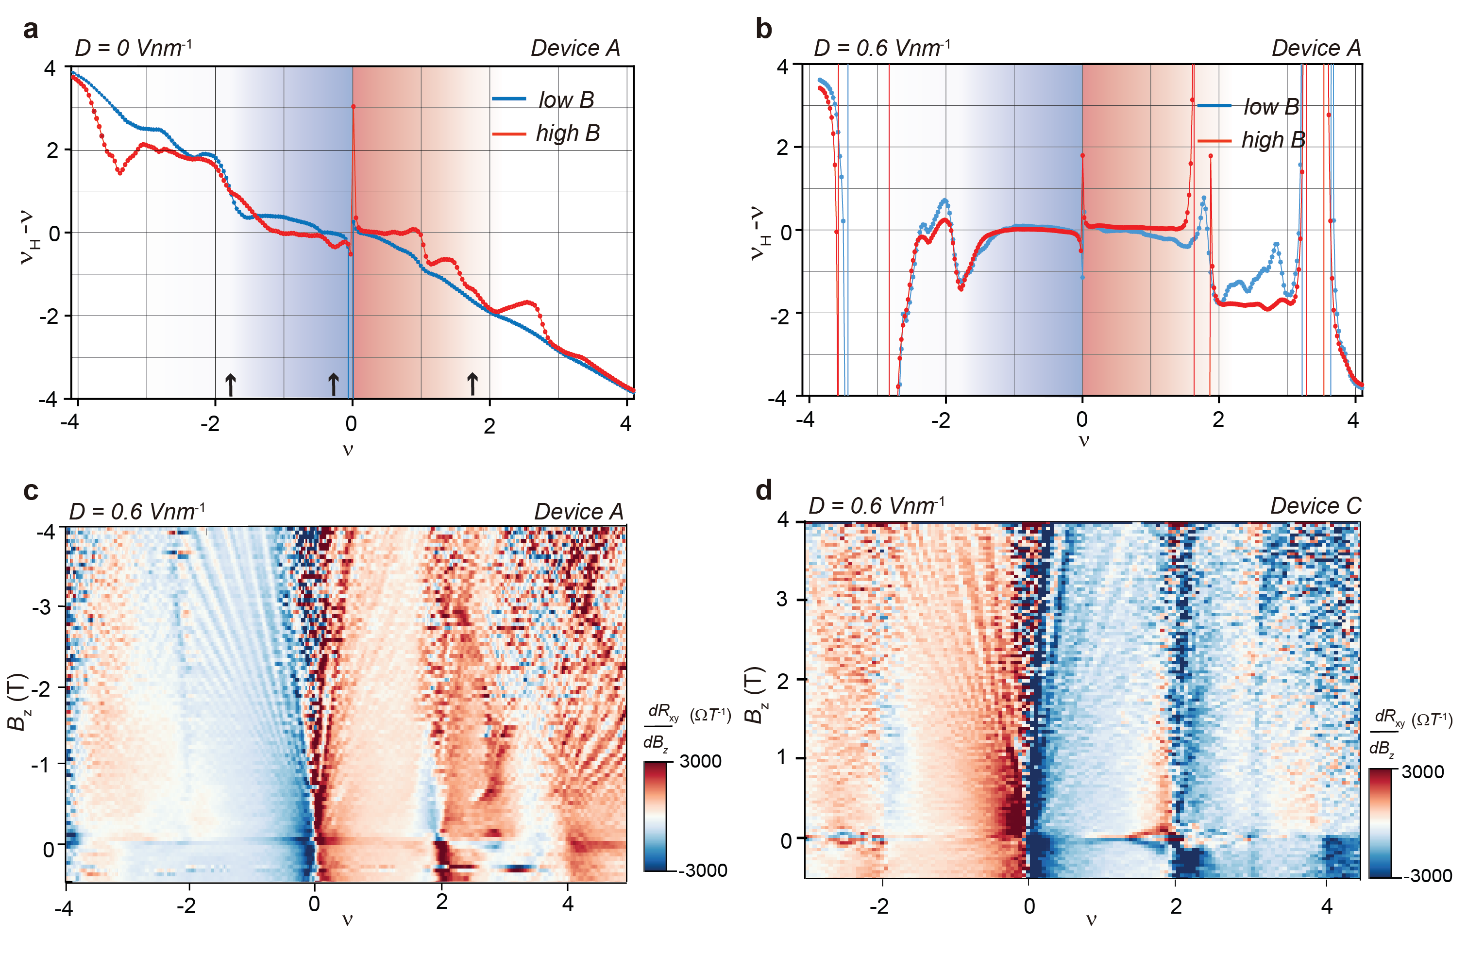 a
D = 0 Vnm-1 Device A
4
2
0
-2
-4
νH - ν
low B
high B
-4 -2 0 2 4
ν
b
D = 0.6 Vnm-1 Device A
4
2
0
-2
-4
νH - ν
low B
high B
-4 -2 0 2 4
ν
c
D = 0.6 Vnm-1 Device A
-4
-3
-2
-1
0
Bz (T)
-4 -2 0 2 4
ν
dRxy (ΩT-1)
dBz
3000
-3000
d
D = 0.6 Vnm-1 Device C
4
3
2
1
0
Bz (T)
-2 0 2 4
ν
dRxy (ΩT-1)
dBz
3000
-3000